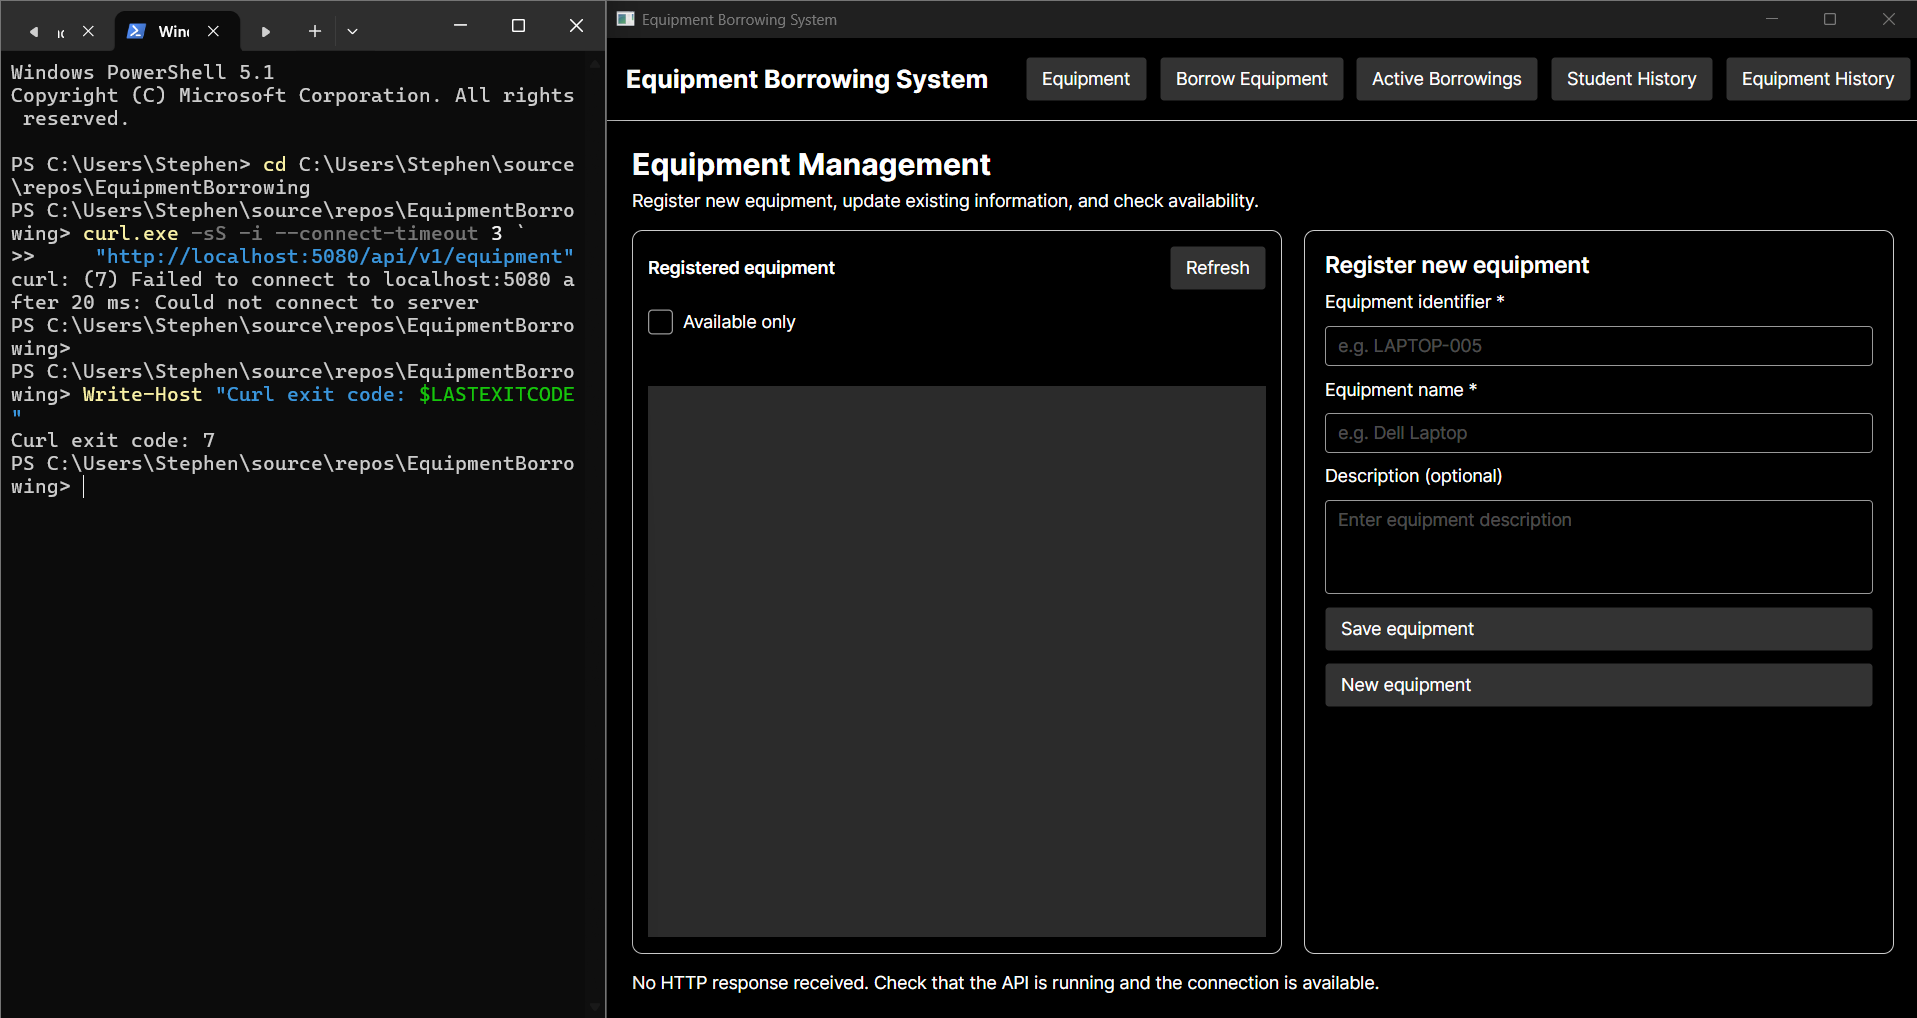 Win
Windows PowerShell 5.1
Copyright (C) Microsoft Corporation. All rights
reserved.
PS C:\Users\Stephen> cd C:\Users\Stephen\source
\repos\EquipmentBorrowing
PS C:\Users\Stephen\source\repos\EquipmentBorro
wing> curl.exe -sS -i --connect-timeout 3 `
>>     "http://localhost:5080/api/v1/equipment"
curl: (7) Failed to connect to localhost:5080 a
fter 20 ms: Could not connect to server
PS C:\Users\Stephen\source\repos\EquipmentBorro
wing>
PS C:\Users\Stephen\source\repos\EquipmentBorro
wing> Write-Host "Curl exit code: $LASTEXITCODE
"
Curl exit code: 7
PS C:\Users\Stephen\source\repos\EquipmentBorro
wing>
Equipment Borrowing System
Equipment Borrowing System
Equipment
Borrow Equipment
Active Borrowings
Student History
Equipment History
Equipment Management
Register new equipment, update existing information, and check availability.
Registered equipment
Refresh
Available only
Register new equipment
Equipment identifier *
e.g. LAPTOP-005
Equipment name *
e.g. Dell Laptop
Description (optional)
Enter equipment description
Save equipment
New equipment
No HTTP response received. Check that the API is running and the connection is available.